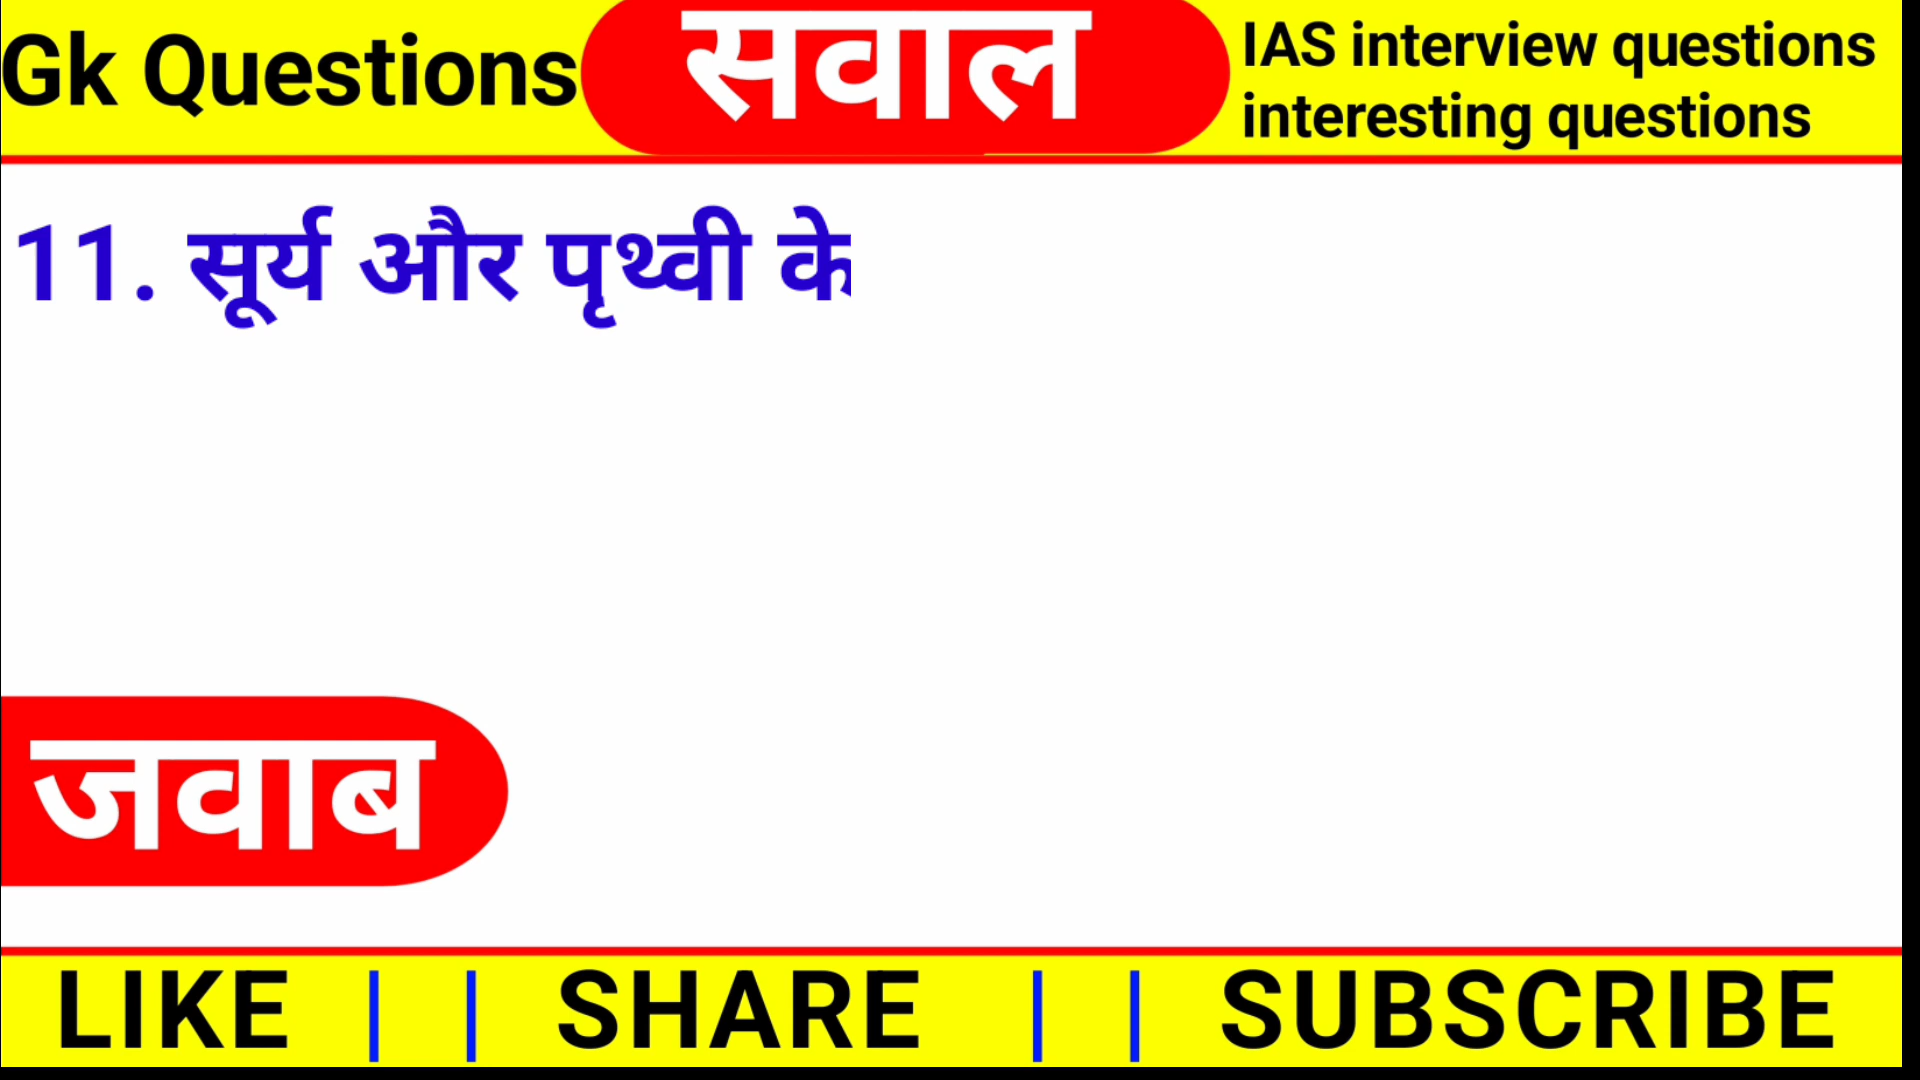 Gk Questions
सवाल
IAS interview questions
interesting questions
11. सूर्य और पृथ्वी के
जवाब
LIKE || SHARE || SUBSCRIBE